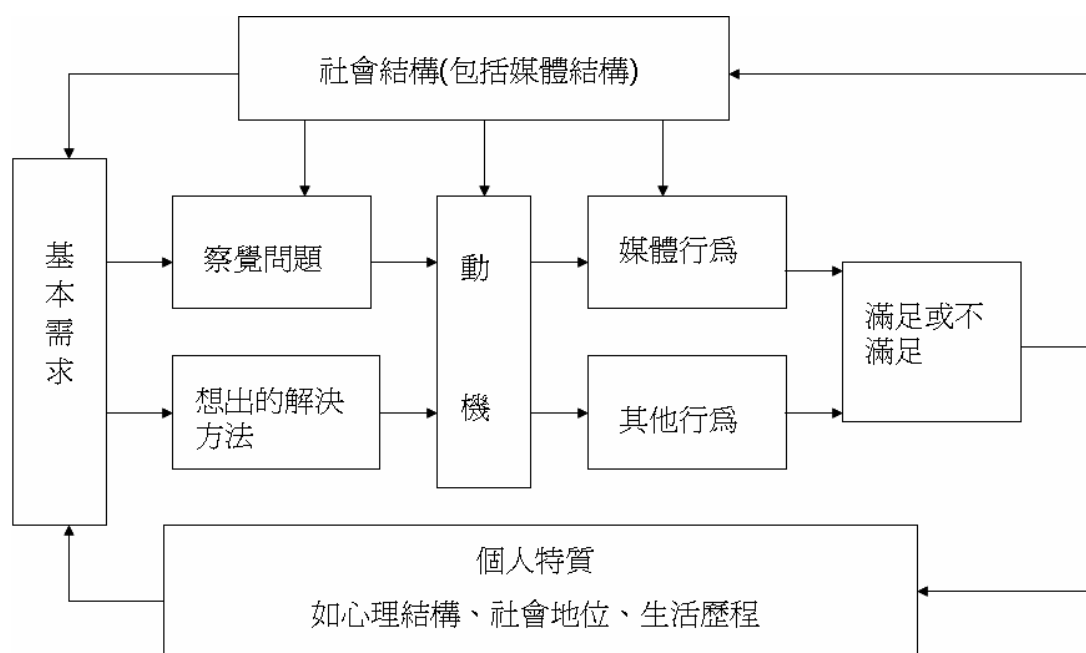 社會結構(包括媒體結構)
基
本
需
求
察覺問題
想出的解決
方法
動
機
媒體行爲
其他行爲
滿足或不
滿足
個人特質
如心理結構、社會地位、生活歷程